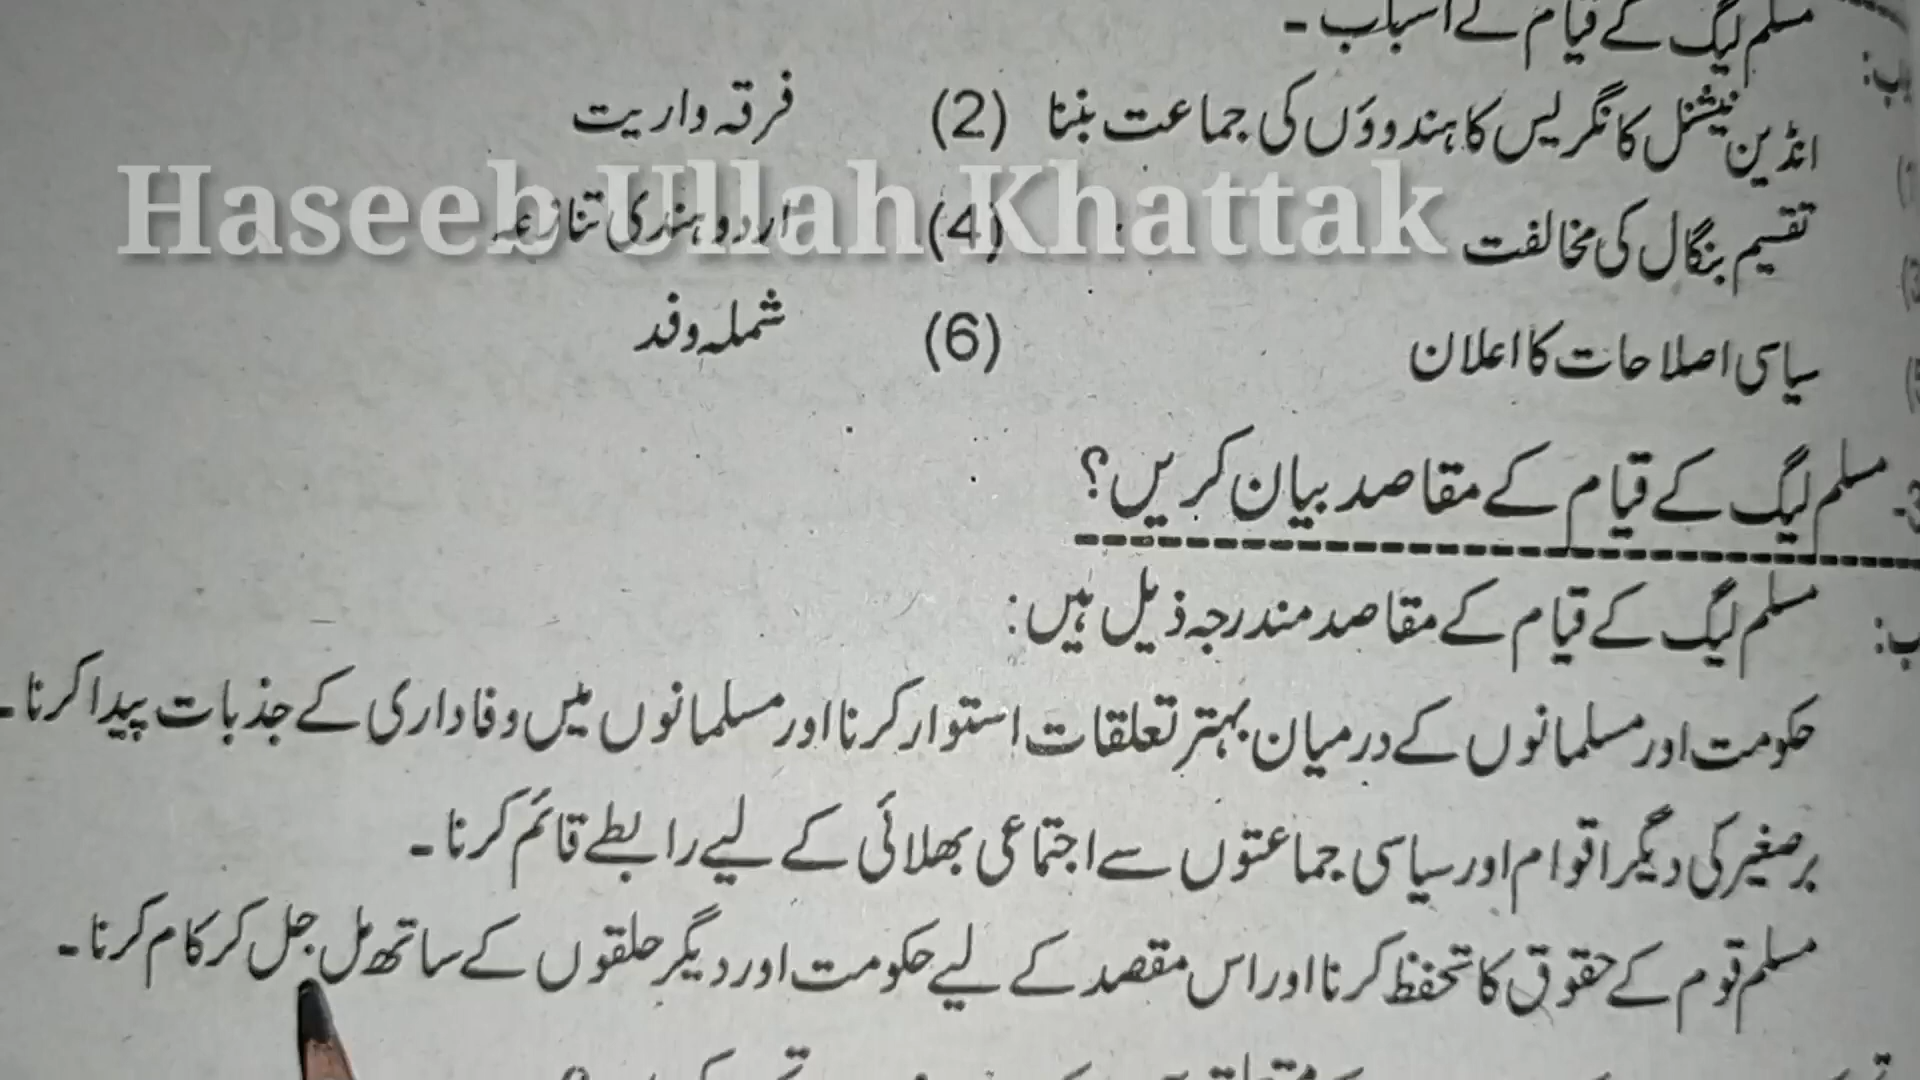 مسلم لیگ کے قیام کے اسباب ۔
انڈین نیشنل کانگریس کا ہندووَں کی جماعت بننا (2) فرقہ واریت
Haseeb Ullah Khattak
تقسیم بنگال کی مخالفت (4) اردو ہندی تنازعہ
سیاسی اصلاحات کا اعلان (6) شملہ وفد
3- مسلم لیگ کے قیام کے مقاصد بیان کریں؟
ب: مسلم لیگ کے قیام کے مقاصد مندرجہ ذیل ہیں:
حکومت اور مسلمانوں کے درمیان بہتر تعلقات استوار کرنا اور مسلمانوں میں وفاداری کے جذبات پیدا کرنا۔
برصغیر کی دیگر اقوام اور سیاسی جماعتوں سے اجتماعی بھلائی کے لیے رابطے قائم کرنا۔
مسلم قوم کے حقوق کا تحفظ کرنا اور اس مقصد کے لیے حکومت اور دیگر حلقوں کے ساتھ مل جل کر کام کرنا۔